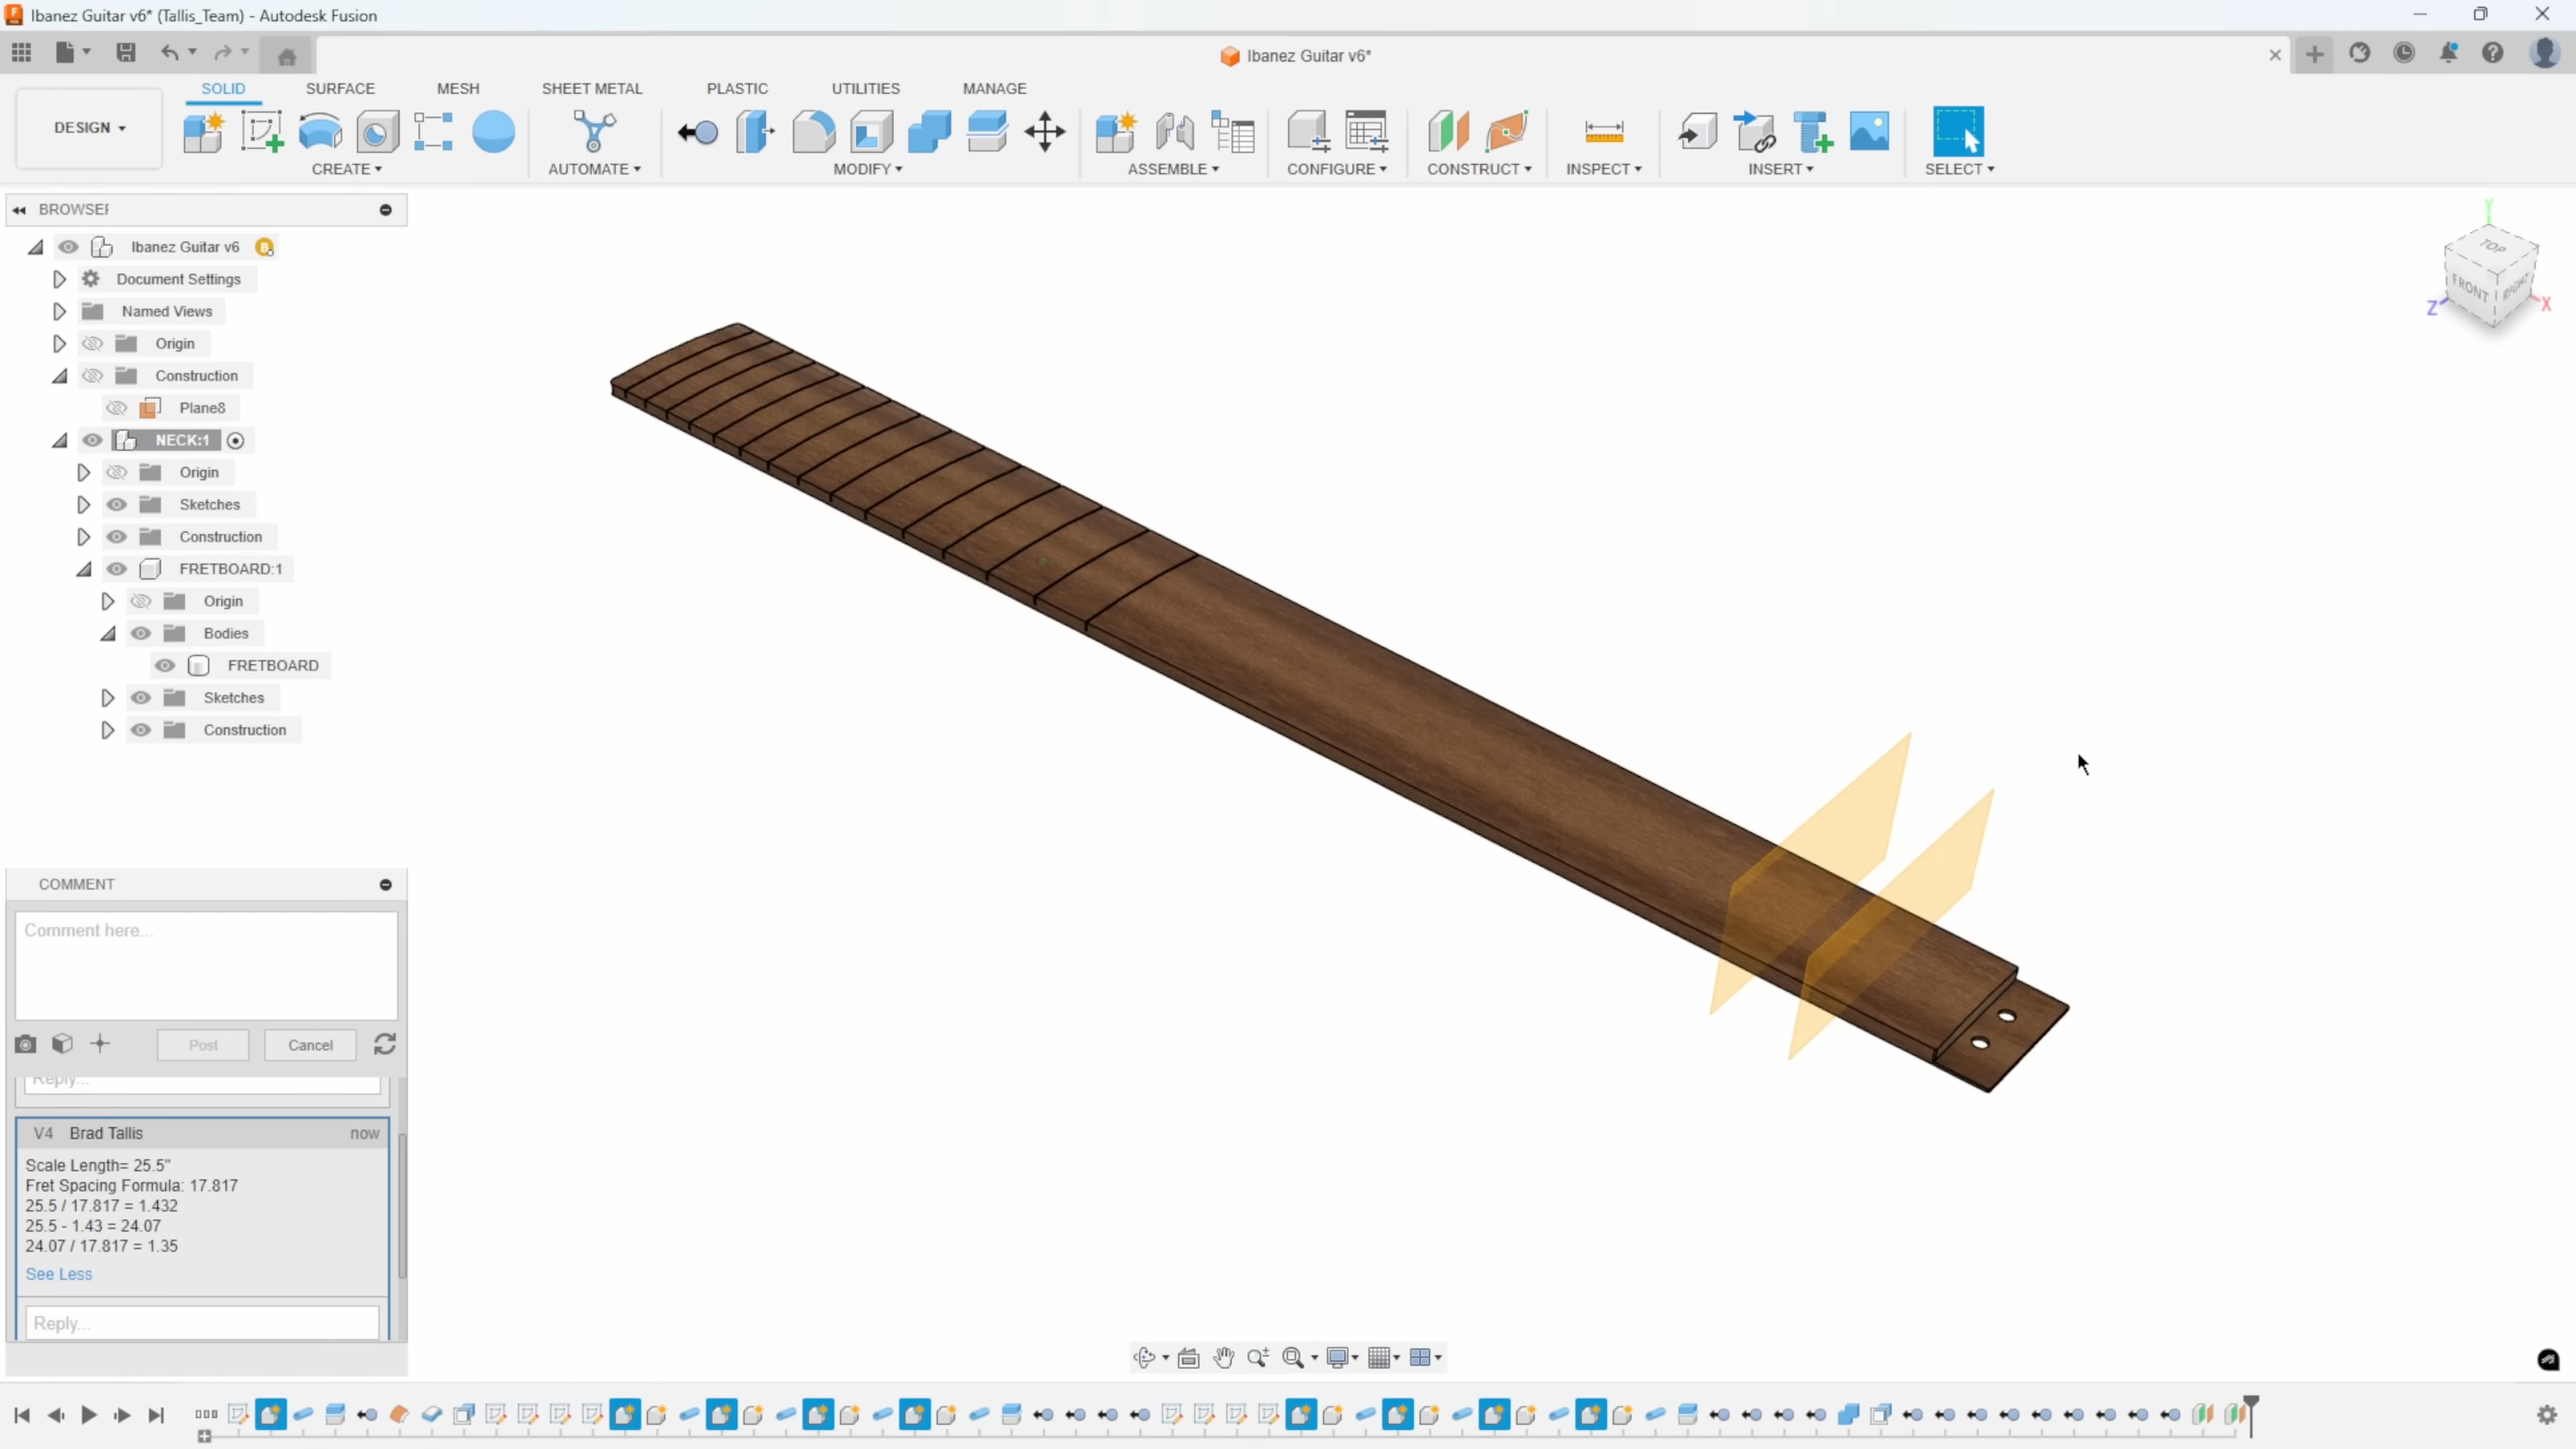 Ibanez Guitar v6* (Tallis_Team) - Autodesk Fusion
Ibanez Guitar v6*
SOLID SURFACE MESH SHEET METAL PLASTIC UTILITIES MANAGE
DESIGN
CREATE AUTOMATE MODIFY ASSEMBLE CONFIGURE CONSTRUCT INSPECT INSERT SELECT
BROWSER
Ibanez Guitar v6
Document Settings
Named Views
Origin
Construction
Plane8
NECK:1
Origin
Sketches
Construction
FRETBOARD:1
Origin
Bodies
FRETBOARD
Sketches
Construction
Y
TOP
FRONT RIGHT
Z X
COMMENT
Comment here...
Post Cancel
Reply...
V4 Brad Tallis now
Scale Length= 25.5"
Fret Spacing Formula: 17.817
25.5 / 17.817 = 1.432
25.5 - 1.43 = 24.07
24.07 / 17.817 = 1.35
See Less
Reply...